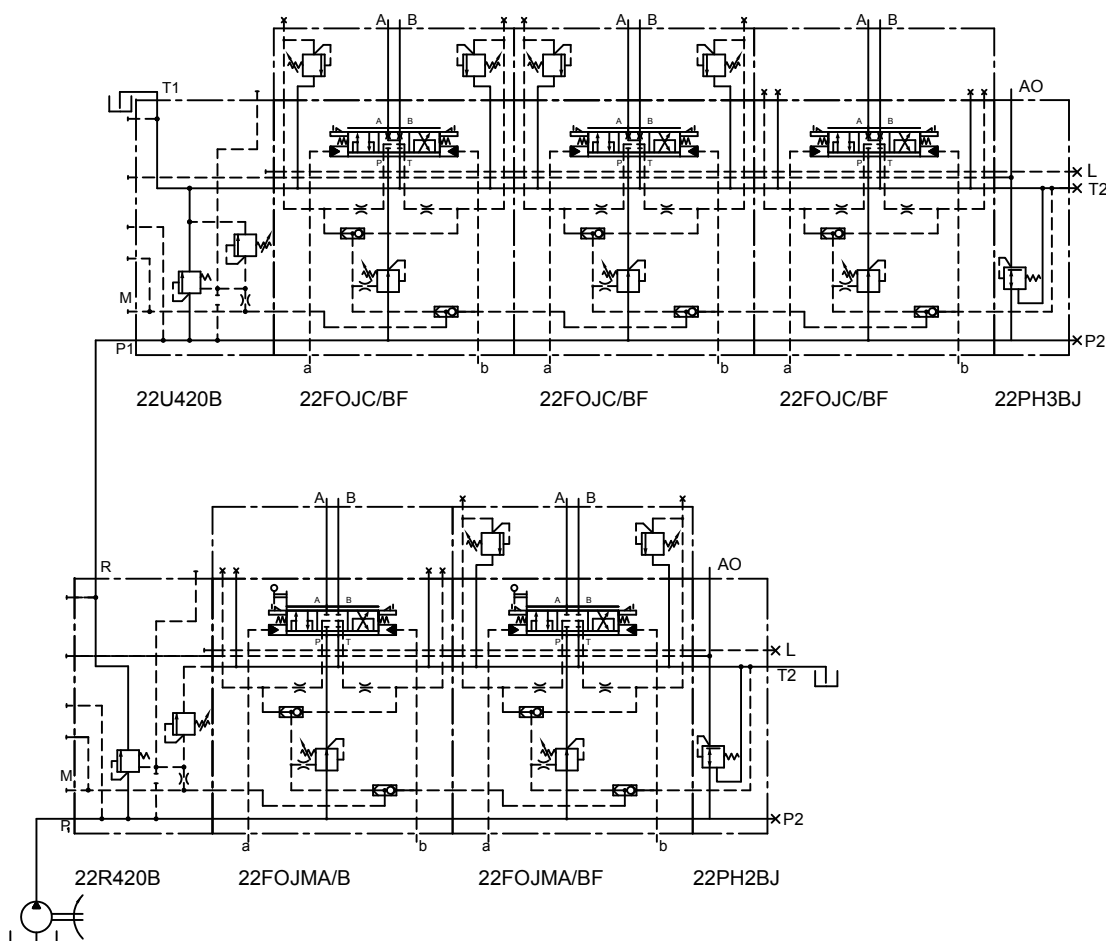 A B A B A B
T1 AO
A B A B A B
P T P T P T
L
T2
M
P1 P2
a b a b a b
22U420B 22FOJC/BF 22FOJC/BF 22FOJC/BF 22PH3BJ
A B A B
R AO
A B A B
P T P T
L
T2
M
P1 P2
a b a b
22R420B 22FOJMA/B 22FOJMA/BF 22PH2BJ